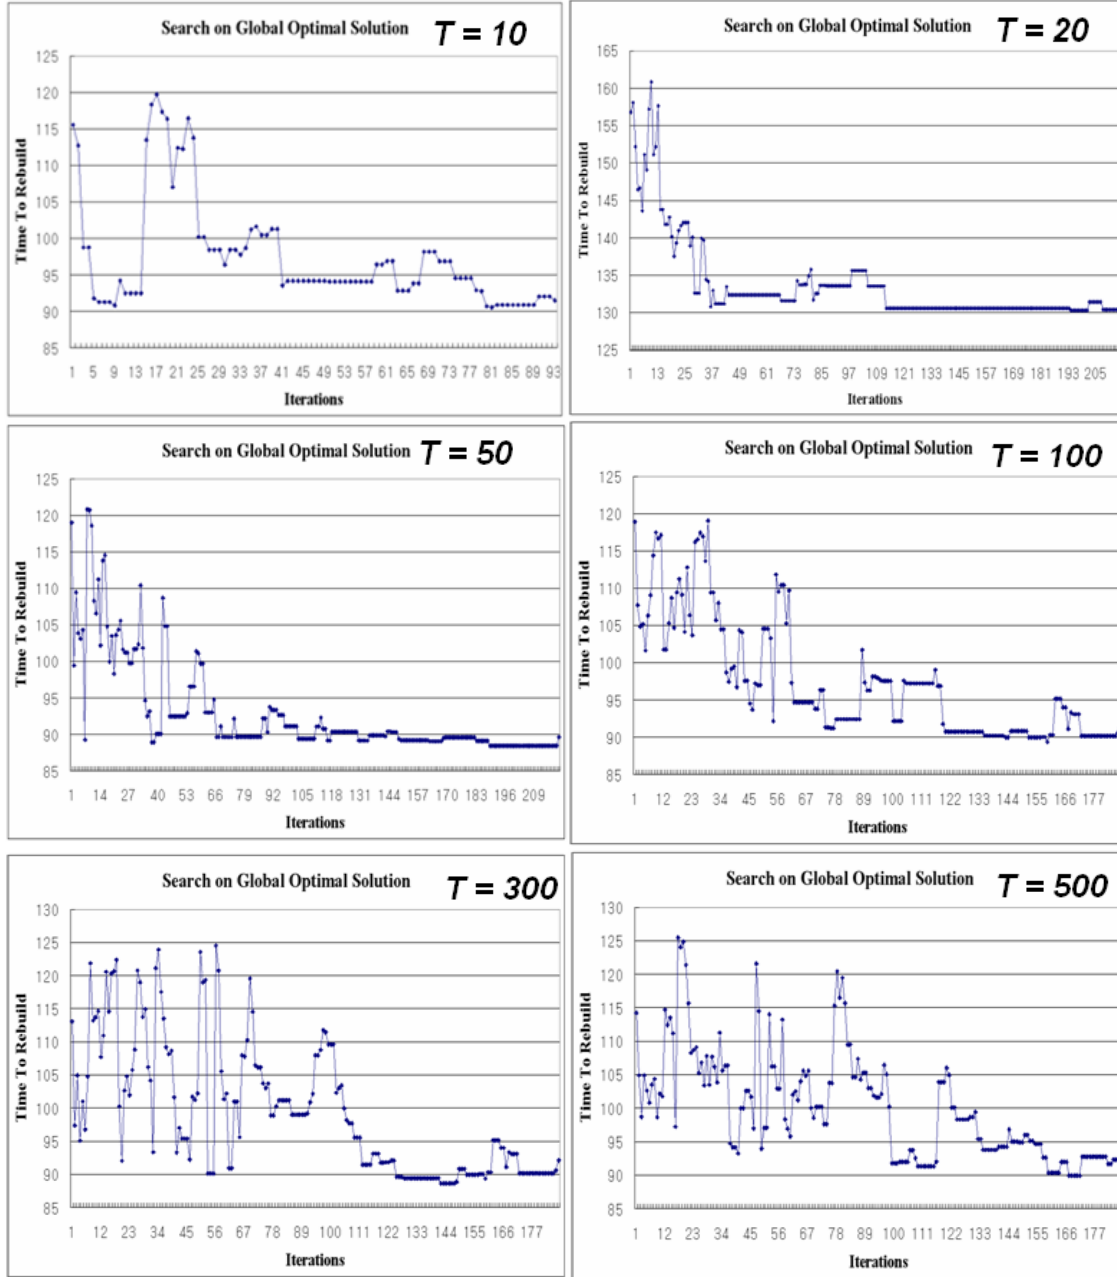 Search on Global Optimal Solution T = 10
125
120
115
110
105
100
95
90
85
Time To Rebuild
1 5 9 13 17 21 25 29 33 37 41 45 49 53 57 61 65 69 73 77 81 85 89 93
Iterations
Search on Global Optimal Solution T = 20
165
160
155
150
145
140
135
130
125
Time To Rebuild
1 13 25 37 49 61 73 85 97 109 121 133 145 157 169 181 193 205
Iterations
Search on Global Optimal Solution T = 50
125
120
115
110
105
100
95
90
85
Time To Rebuild
1 14 27 40 53 66 79 92 105 118 131 144 157 170 183 196 209
Iterations
Search on Global Optimal Solution T = 100
125
120
115
110
105
100
95
90
85
Time To Rebuild
1 12 23 34 45 56 67 78 89 100 111 122 133 144 155 166 177
Iterations
Search on Global Optimal Solution T = 300
130
125
120
115
110
105
100
95
90
85
Time To Rebuild
1 12 23 34 45 56 67 78 89 100 111 122 133 144 155 166 177
Iterations
Search on Global Optimal Solution T = 500
130
125
120
115
110
105
100
95
90
85
Time To Rebuild
1 12 23 34 45 56 67 78 89 100 111 122 133 144 155 166 177
Iterations